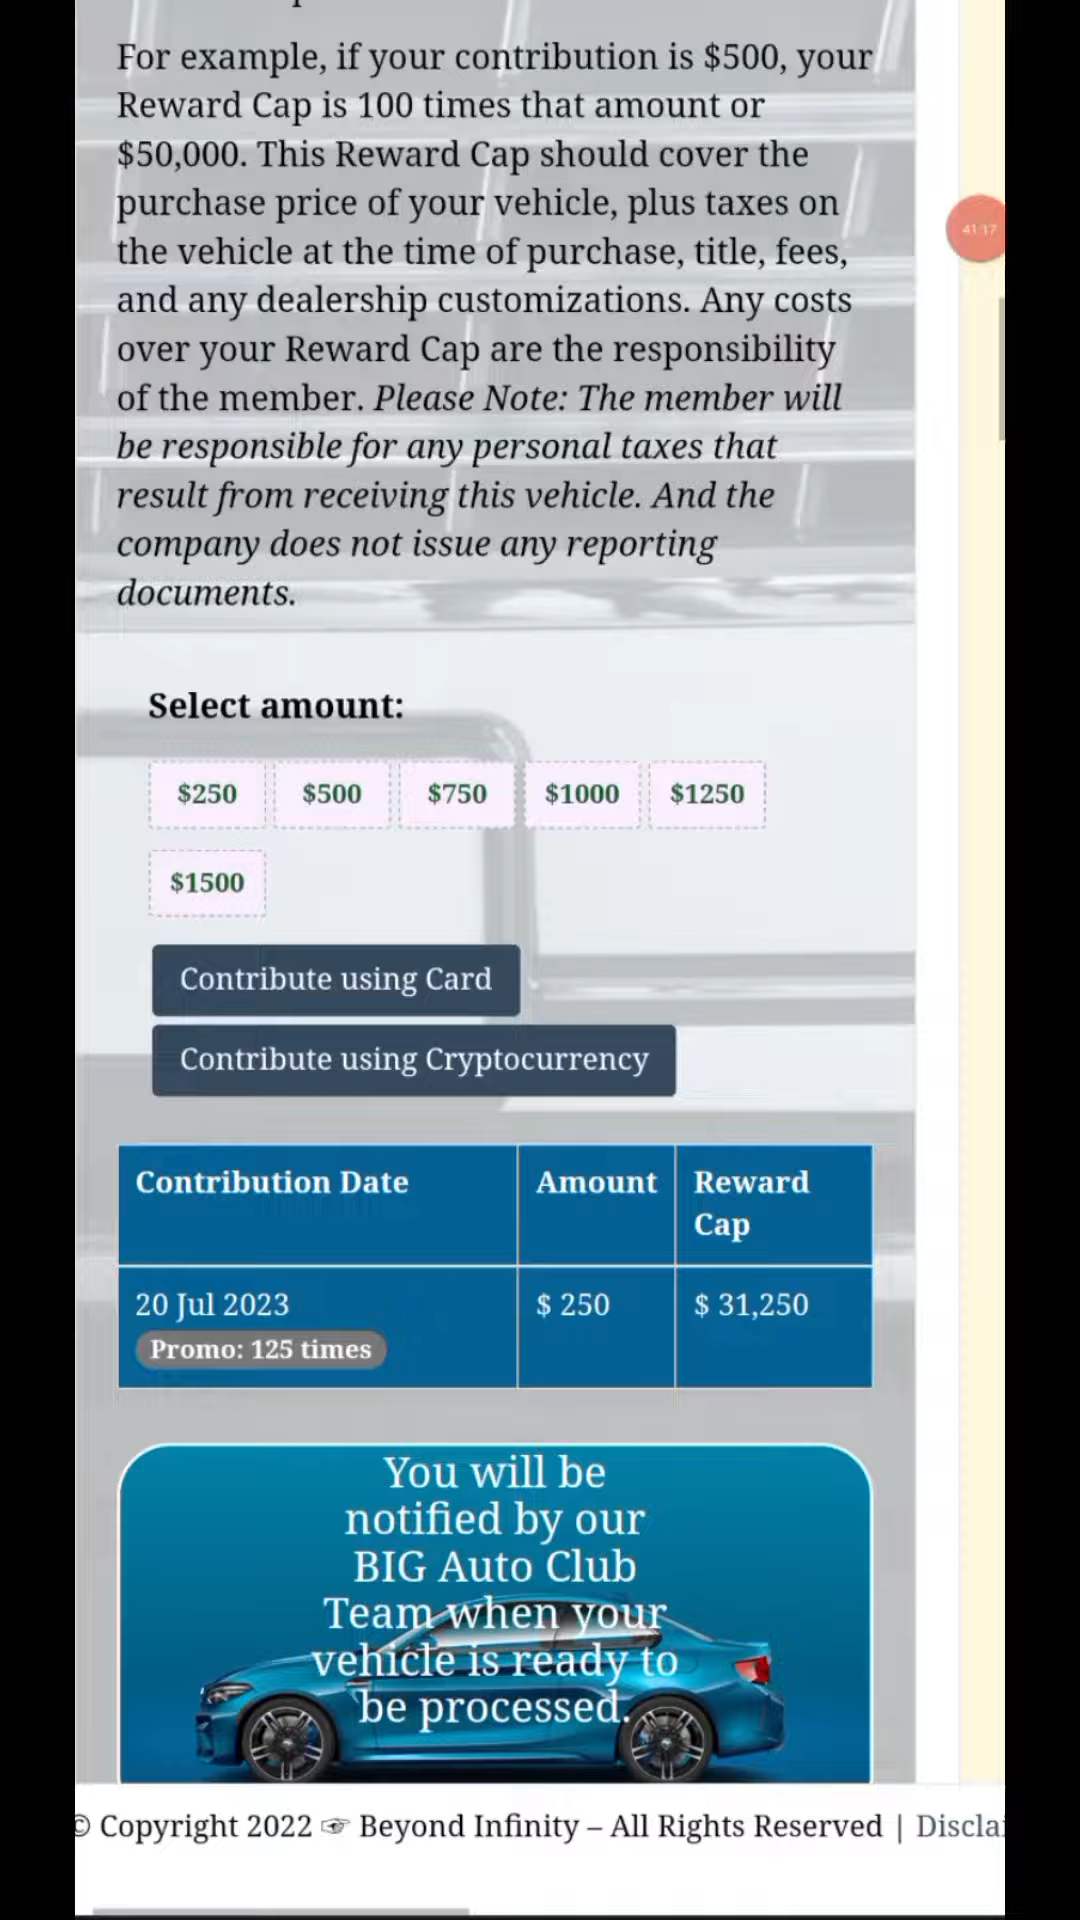 For example, if your contribution is $500, your
Reward Cap is 100 times that amount or
$50,000. This Reward Cap should cover the
purchase price of your vehicle, plus taxes on
the vehicle at the time of purchase, title, fees,
and any dealership customizations. Any costs
over your Reward Cap are the responsibility
of the member. Please Note: The member will
be responsible for any personal taxes that
result from receiving this vehicle. And the
company does not issue any reporting
documents.
41:17
Select amount:
$250 $500 $750 $1000 $1250
$1500
Contribute using Card
Contribute using Cryptocurrency
Contribution Date Amount Reward
Cap
20 Jul 2023 $ 250 $ 31,250
Promo: 125 times
You will be
notified by our
BIG Auto Club
Team when your
vehicle is ready to
be processed.
© Copyright 2022 ☞ Beyond Infinity – All Rights Reserved |